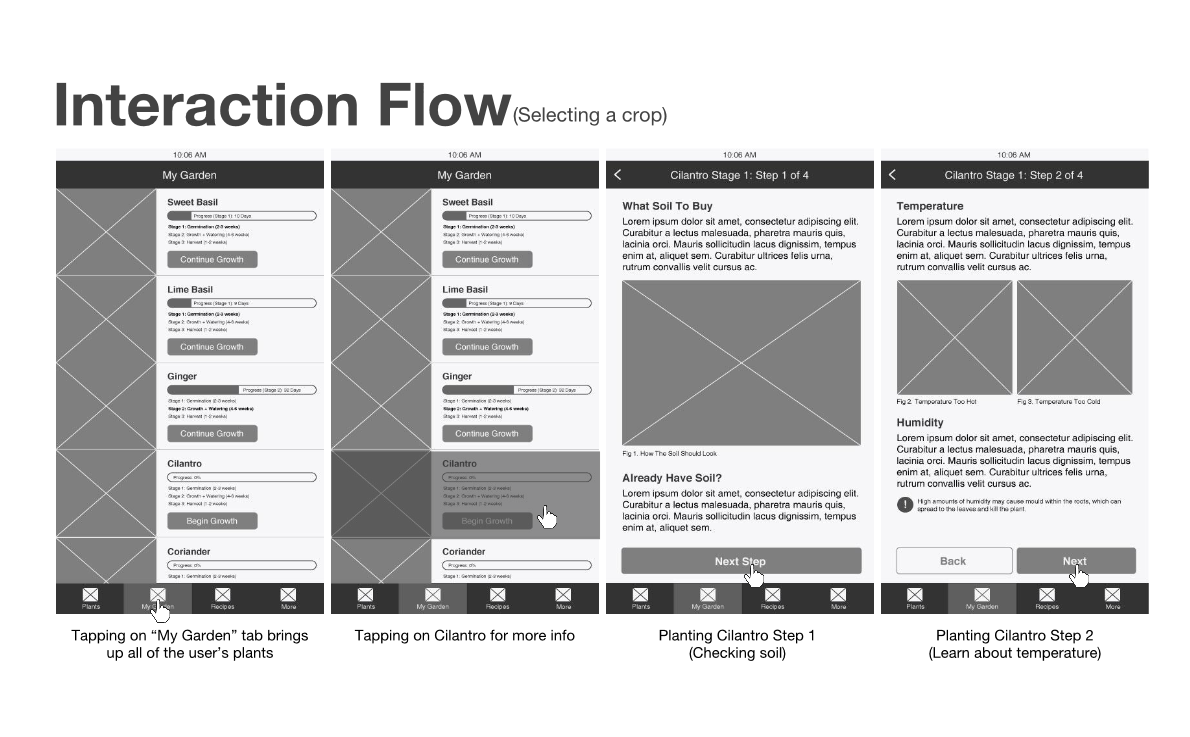 Interaction Flow (Selecting a crop)
10:06 AM
My Garden
Sweet Basil
Progress (Stage 1): 10 Days
Stage 1: Germination (2-3 weeks)
Stage 2: Growth + Watering (4-6 weeks)
Stage 3: Harvest (1-2 weeks)
Continue Growth
Lime Basil
Progress (Stage 1): 9 Days
Stage 1: Germination (2-3 weeks)
Stage 2: Growth + Watering (4-6 weeks)
Stage 3: Harvest (1-2 weeks)
Continue Growth
Ginger
Progress (Stage 2): 32 Days
Stage 1: Germination (2-3 weeks)
Stage 2: Growth + Watering (4-6 weeks)
Stage 3: Harvest (1-2 weeks)
Continue Growth
Cilantro
Progress: 0%
Stage 1: Germination (2-3 weeks)
Stage 2: Growth + Watering (4-6 weeks)
Stage 3: Harvest (1-2 weeks)
Begin Growth
Coriander
Progress: 0%
Stage 1: Germination (2-3 weeks)
Plants My Garden Recipes More
Tapping on “My Garden” tab brings
up all of the user’s plants
10:06 AM
My Garden
Sweet Basil
Progress (Stage 1): 10 Days
Stage 1: Germination (2-3 weeks)
Stage 2: Growth + Watering (4-6 weeks)
Stage 3: Harvest (1-2 weeks)
Continue Growth
Lime Basil
Progress (Stage 1): 9 Days
Stage 1: Germination (2-3 weeks)
Stage 2: Growth + Watering (4-6 weeks)
Stage 3: Harvest (1-2 weeks)
Continue Growth
Ginger
Progress (Stage 2): 32 Days
Stage 1: Germination (2-3 weeks)
Stage 2: Growth + Watering (4-6 weeks)
Stage 3: Harvest (1-2 weeks)
Continue Growth
Cilantro
Progress: 0%
Stage 1: Germination (2-3 weeks)
Stage 2: Growth + Watering (4-6 weeks)
Stage 3: Harvest (1-2 weeks)
Begin Growth
Coriander
Progress: 0%
Stage 1: Germination (2-3 weeks)
Plants My Garden Recipes More
Tapping on Cilantro for more info
10:06 AM
Cilantro Stage 1: Step 1 of 4
What Soil To Buy
Lorem ipsum dolor sit amet, consectetur adipiscing elit.
Curabitur a lectus malesuada, pharetra mauris quis,
lacinia orci. Mauris sollicitudin lacus dignissim, tempus
enim at, aliquet sem. Curabitur ultrices felis urna,
rutrum convallis velit cursus ac.
Fig 1. How The Soil Should Look
Already Have Soil?
Lorem ipsum dolor sit amet, consectetur adipiscing elit.
Curabitur a lectus malesuada, pharetra mauris quis,
lacinia orci. Mauris sollicitudin lacus dignissim, tempus
enim at, aliquet sem.
Next Step
Plants My Garden Recipes More
Planting Cilantro Step 1
(Checking soil)
10:06 AM
Cilantro Stage 1: Step 2 of 4
Temperature
Lorem ipsum dolor sit amet, consectetur adipiscing elit.
Curabitur a lectus malesuada, pharetra mauris quis,
lacinia orci. Mauris sollicitudin lacus dignissim, tempus
enim at, aliquet sem. Curabitur ultrices felis urna,
rutrum convallis velit cursus ac.
Fig 2. Temperature Too Hot Fig 3. Temperature Too Cold
Humidity
Lorem ipsum dolor sit amet, consectetur adipiscing elit.
Curabitur a lectus malesuada, pharetra mauris quis,
lacinia orci. Mauris sollicitudin lacus dignissim, tempus
enim at, aliquet sem. Curabitur ultrices felis urna,
rutrum convallis velit cursus ac.
! High amounts of humidity may cause mould within the roots, which can
spread to the leaves and kill the plant.
Back Next
Plants My Garden Recipes More
Planting Cilantro Step 2
(Learn about temperature)